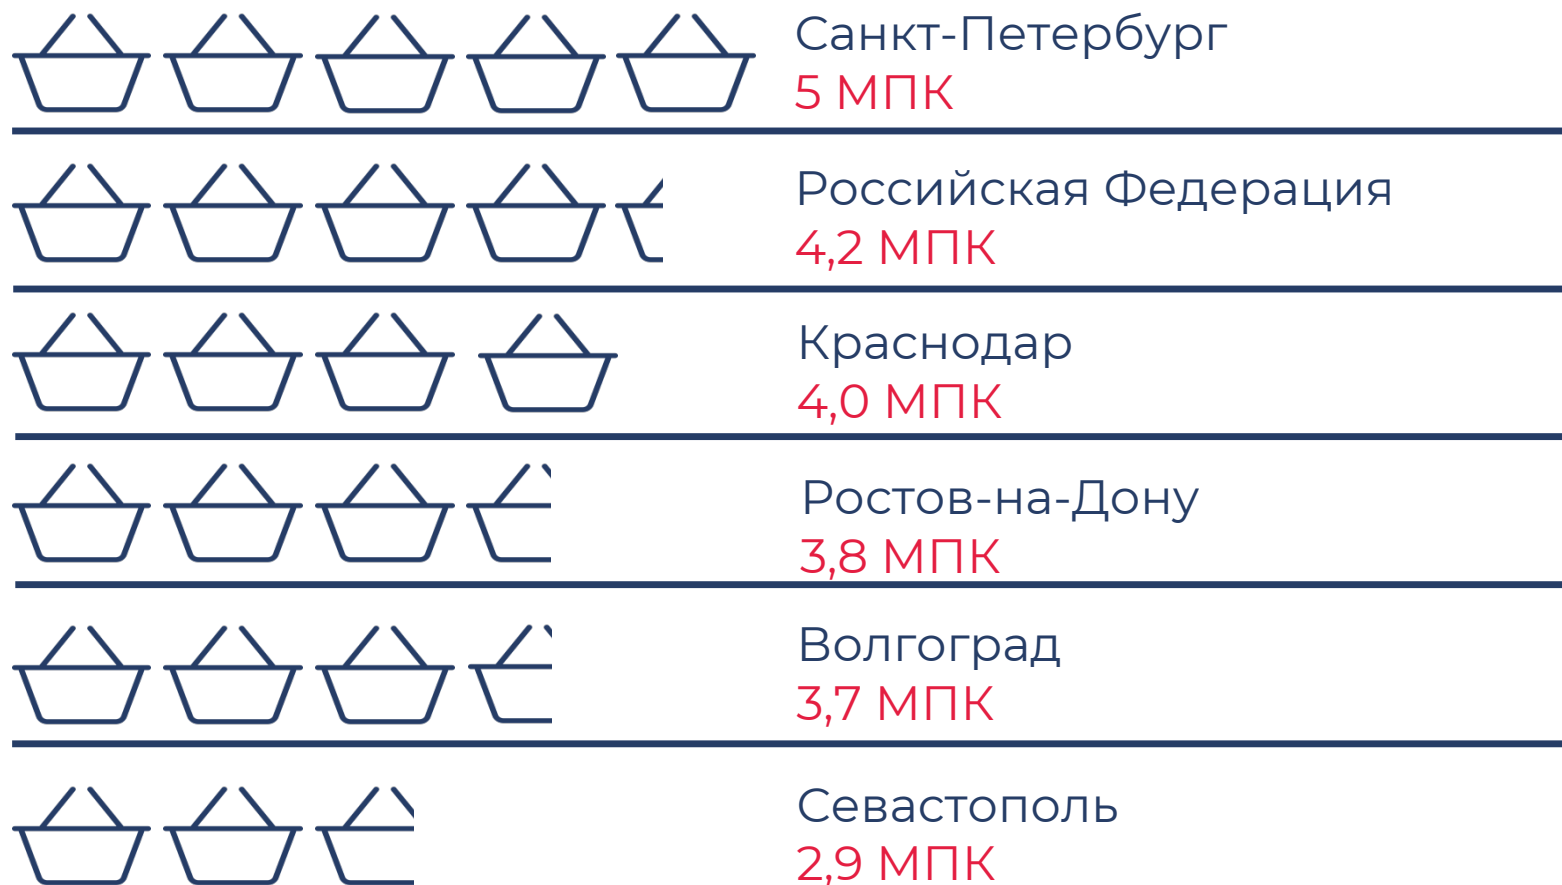 Санкт-Петербург
5 МПК
Российская Федерация
4,2 МПК
Краснодар
4,0 МПК
Ростов-на-Дону
3,8 МПК
Волгоград
3,7 МПК
Севастополь
2,9 МПК